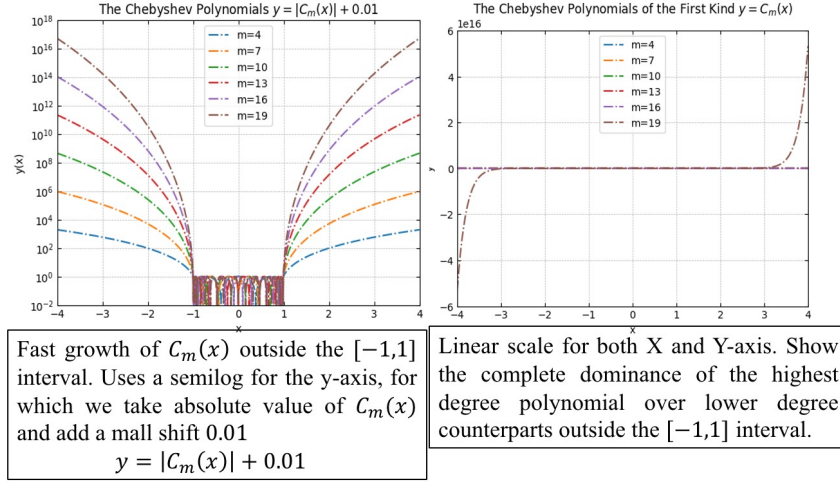 The Chebyshev Polynomials y = |Cm(x)| + 0.01
10^18
10^16
10^14
10^12
10^10
10^8
10^6
10^4
10^2
10^0
10^−2
y(x)
m=4
m=7
m=10
m=13
m=16
m=19
−4 −3 −2 −1 0 1 2 3 4
x
The Chebyshev Polynomials of the First Kind y = Cm(x)
1e16
6
4
2
0
−2
−4
−6
y
m=4
m=7
m=10
m=13
m=16
m=19
−4 −3 −2 −1 0 1 2 3 4
x
Fast growth of Cm(x) outside the [−1,1]
interval. Uses a semilog for the y-axis, for
which we take absolute value of Cm(x)
and add a mall shift 0.01
y = |Cm(x)| + 0.01
Linear scale for both X and Y-axis. Show
the complete dominance of the highest
degree polynomial over lower degree
counterparts outside the [−1,1] interval.